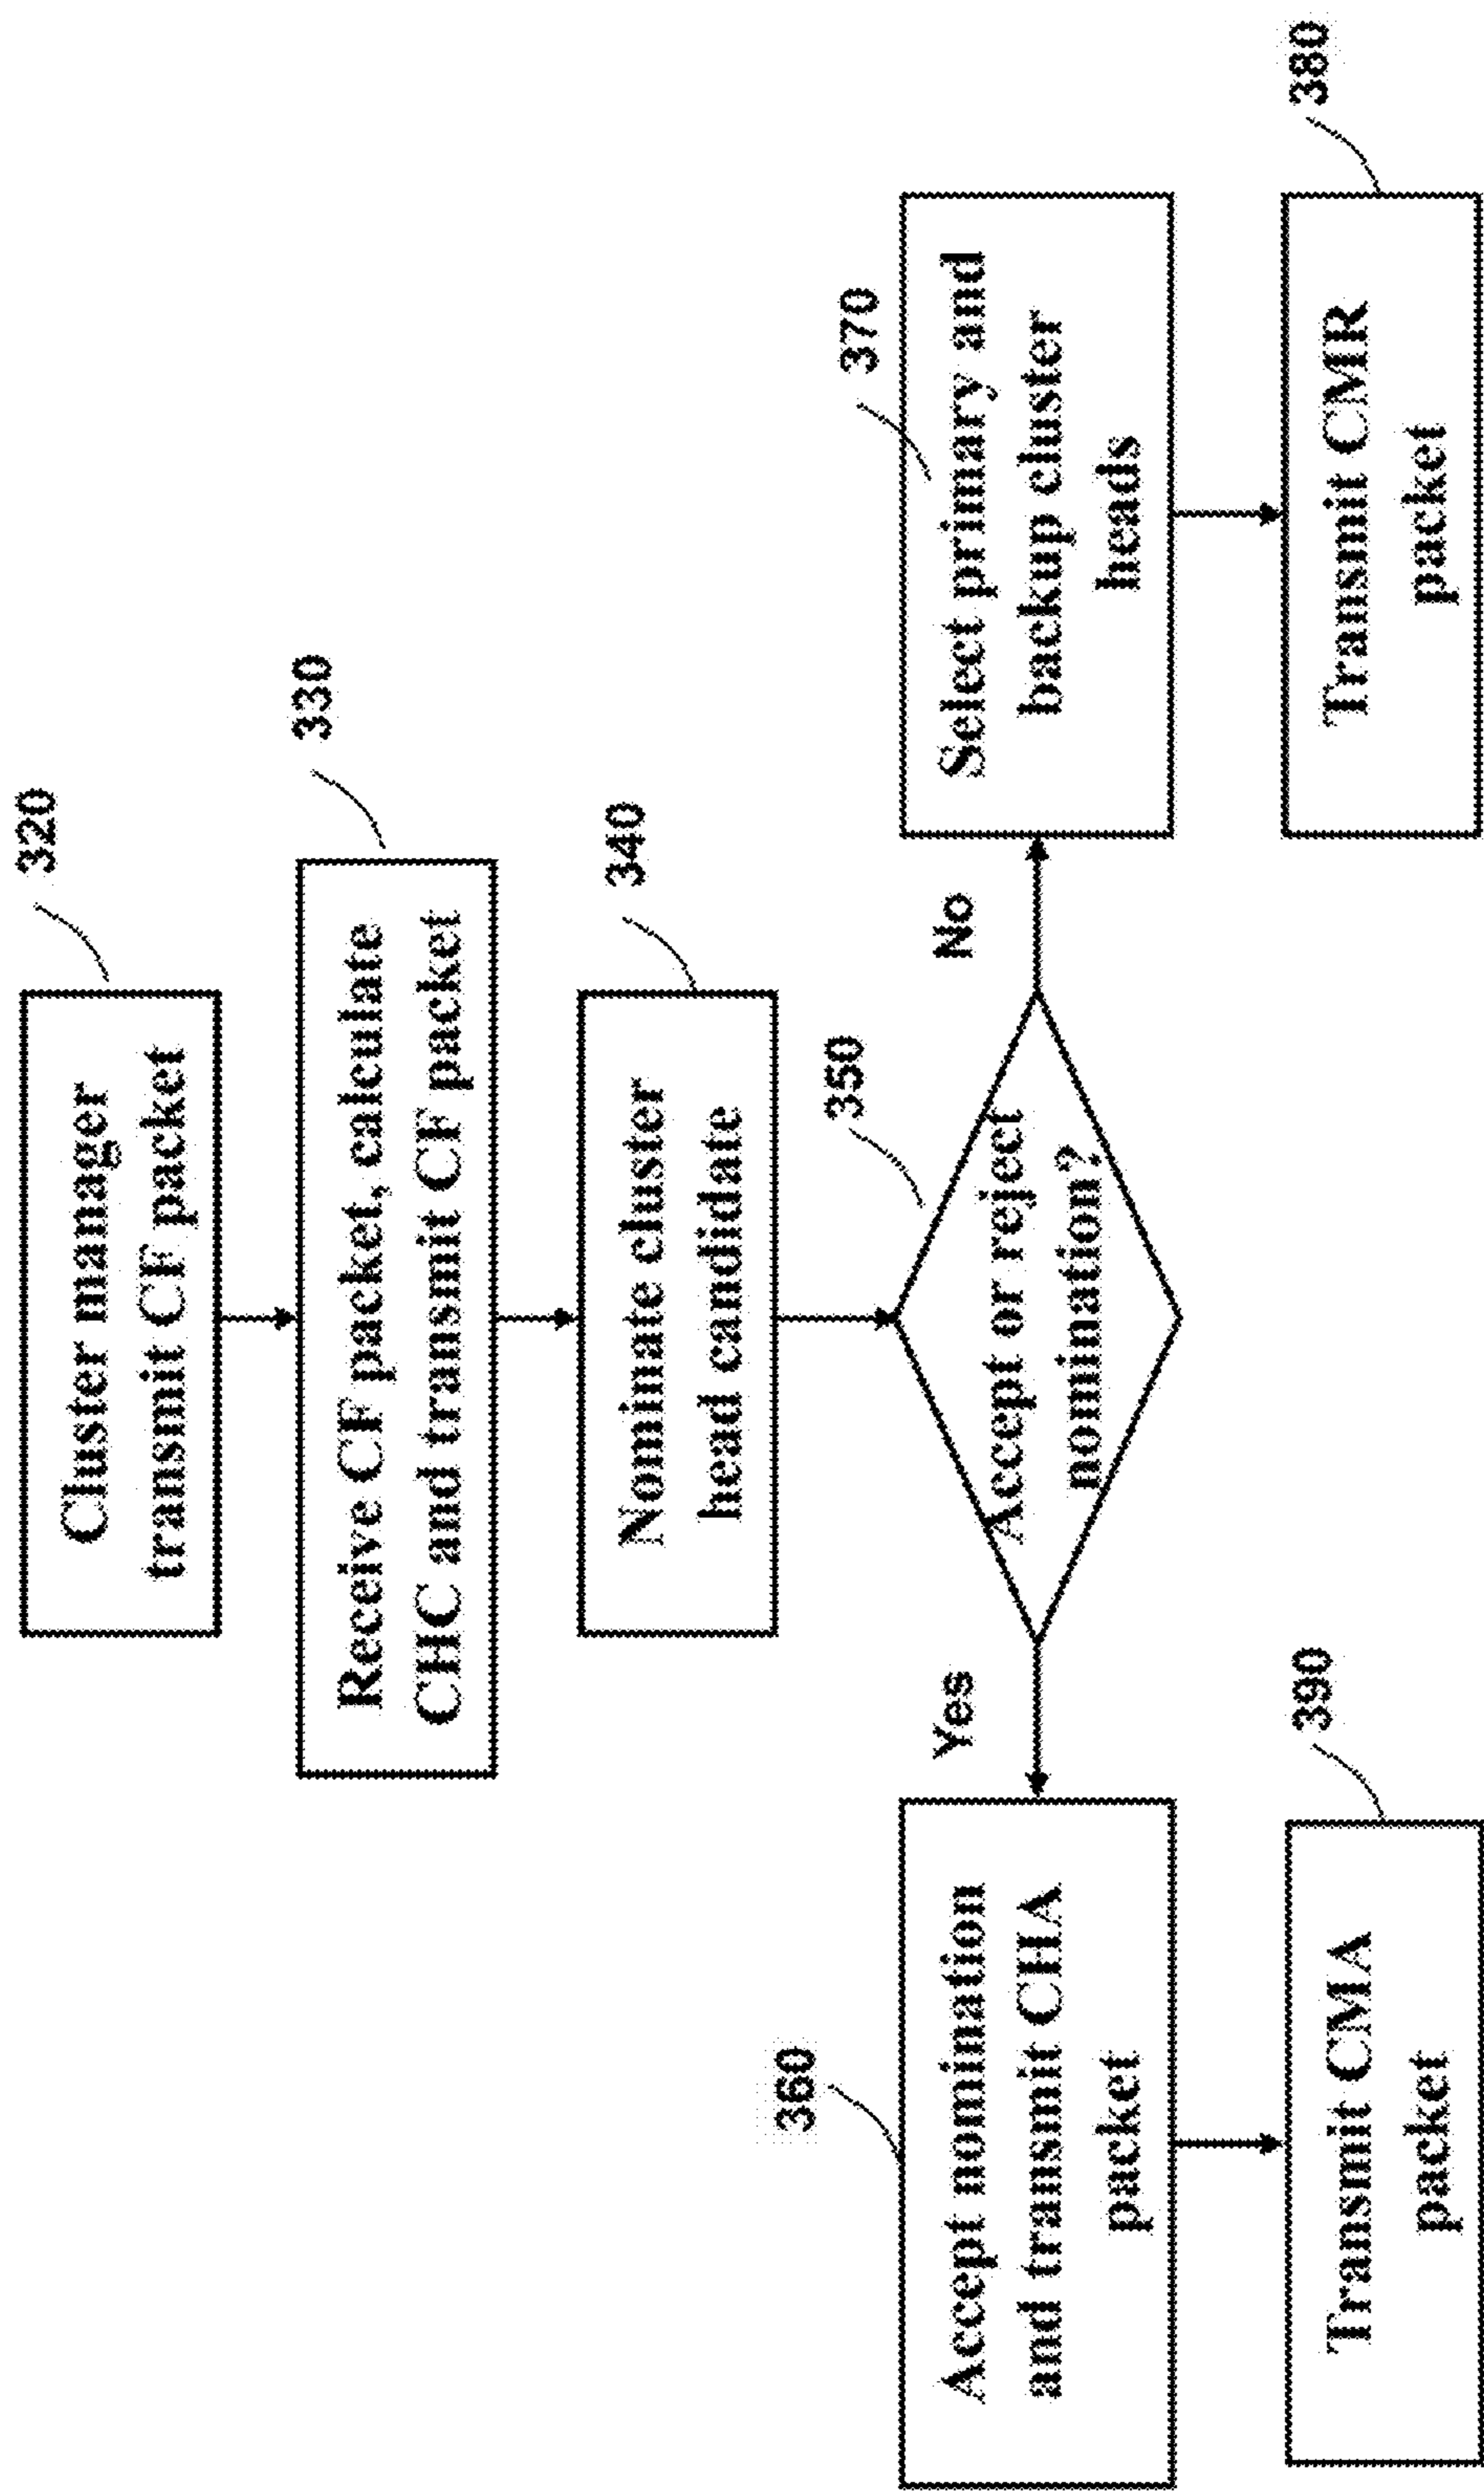 320
Cluster manager
transmit CF packet
330
Receive CF packet, calculate
CHC and transmit CF packet
340
Nominate cluster
head candidate
350
Accept or reject
nomination?
Yes
No
360
Accept nomination
and transmit CHA
packet
370
Select primary and
backup cluster
heads
390
Transmit CMA
packet
380
Transmit CMR
packet